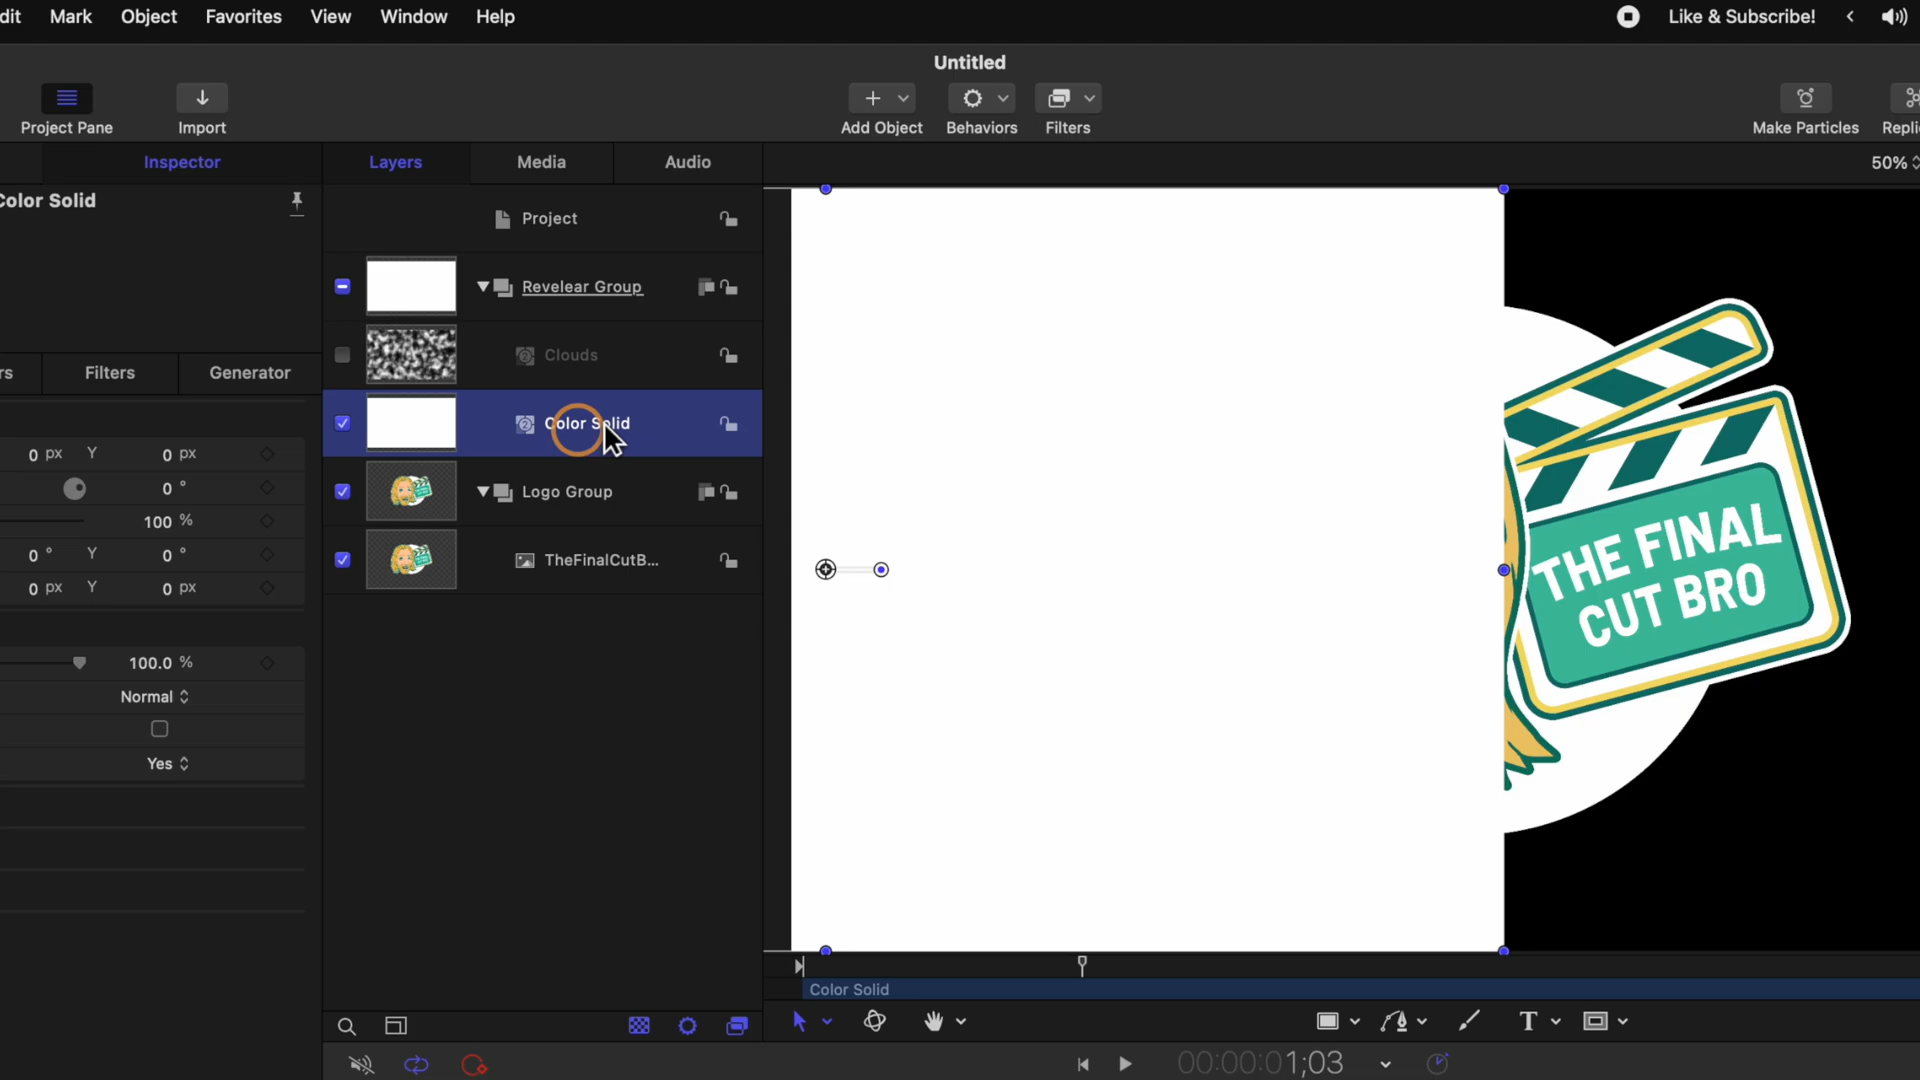 dit Mark Object Favorites View Window Help Like & Subscribe!
Untitled
Project Pane Import Add Object Behaviors Filters Make Particles Repli
Inspector Layers Media Audio 50%
Color Solid
Project
Revelear Group
Clouds
rs Filters Generator
Color Solid
0 px Y 0 px
0 °
Logo Group
100 %
0 ° Y 0 °
TheFinalCutB...
0 px Y 0 px
THE FINAL
CUT BRO
100.0 %
Normal
Yes
Color Solid
T
00:00:01;03